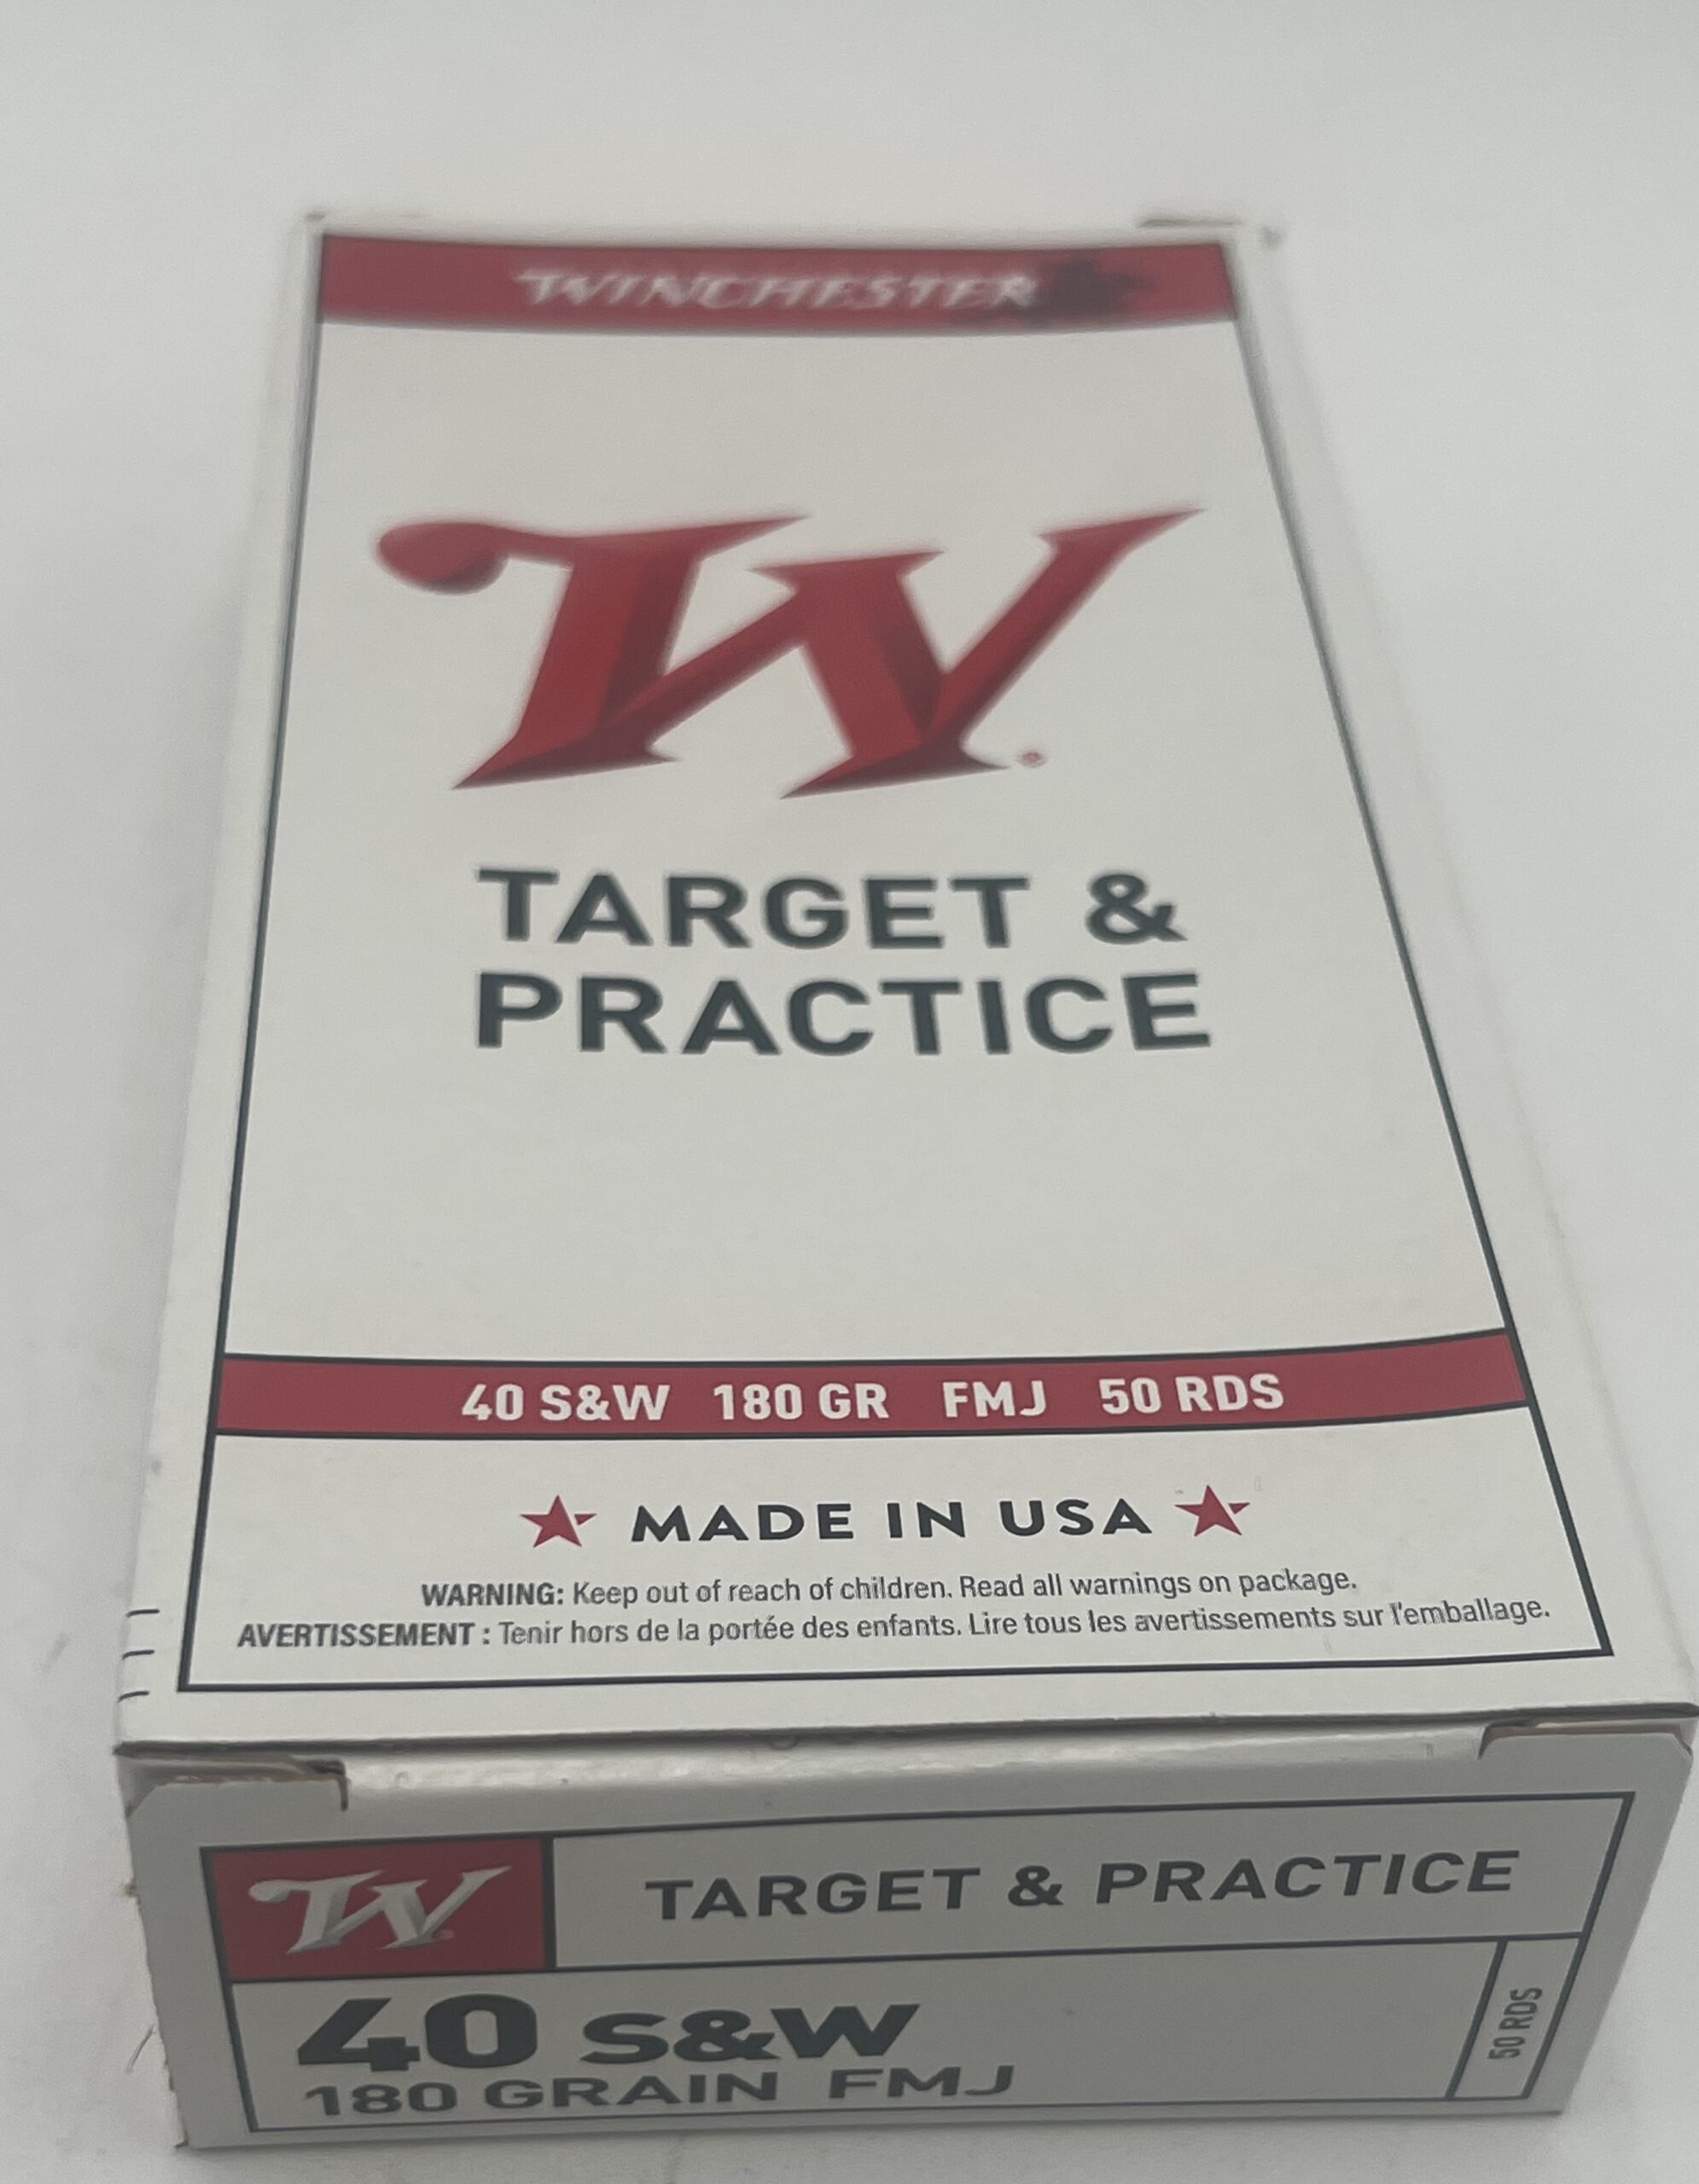 WINCHESTER
W
TARGET &
PRACTICE
40 S&W 180 GR FMJ 50 RDS
MADE IN USA
WARNING: Keep out of reach of children. Read all warnings on package.
AVERTISSEMENT : Tenir hors de la portée des enfants. Lire tous les avertissements sur l'emballage.
W TARGET & PRACTICE
40 S&W
180 GRAIN FMJ
50 RDS